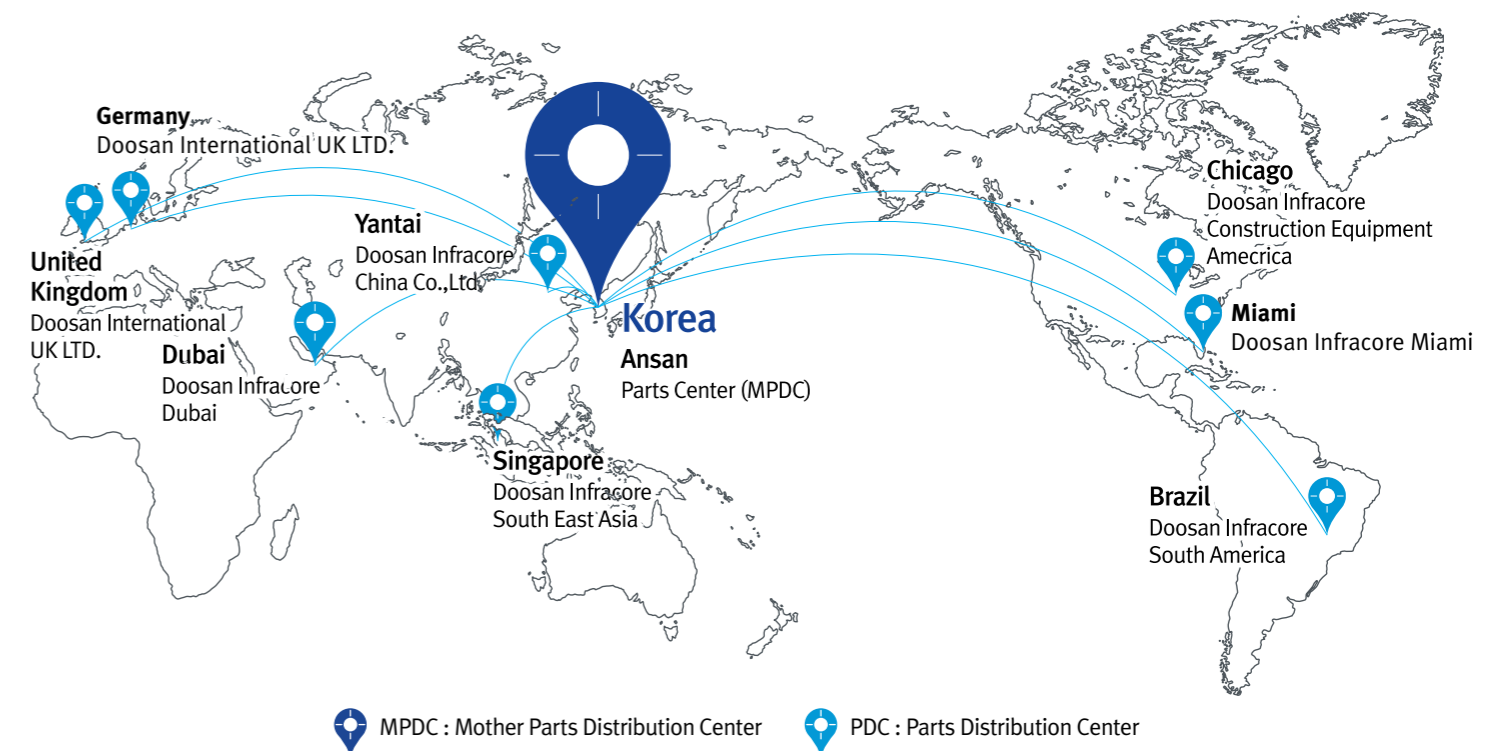 Germany
Doosan International UK LTD.
United
Kingdom
Doosan International
UK LTD.
Dubai
Doosan Infracore
Dubai
Yantai
Doosan Infracore
China Co.,Ltd.
Korea
Ansan
Parts Center (MPDC)
Singapore
Doosan Infracore
South East Asia
Chicago
Doosan Infracore
Construction Equipment
Amecrica
Miami
Doosan Infracore Miami
Brazil
Doosan Infracore
South America
MPDC : Mother Parts Distribution Center
PDC : Parts Distribution Center